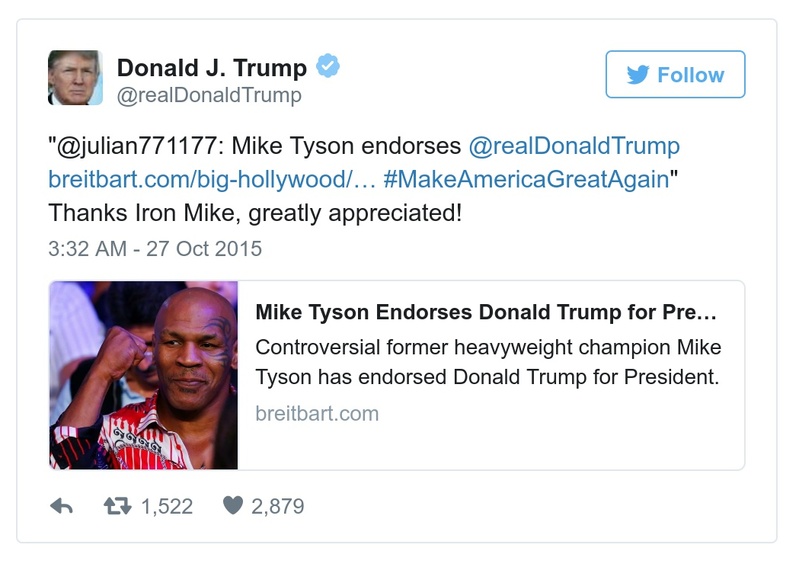 Donald J. Trump
@realDonaldTrump
Follow
"@julian771177: Mike Tyson endorses @realDonaldTrump
breitbart.com/big-hollywood/… #MakeAmericaGreatAgain"
Thanks Iron Mike, greatly appreciated!
3:32 AM - 27 Oct 2015
Mike Tyson Endorses Donald Trump for Pre…
Controversial former heavyweight champion Mike
Tyson has endorsed Donald Trump for President.
breitbart.com
1,522 2,879